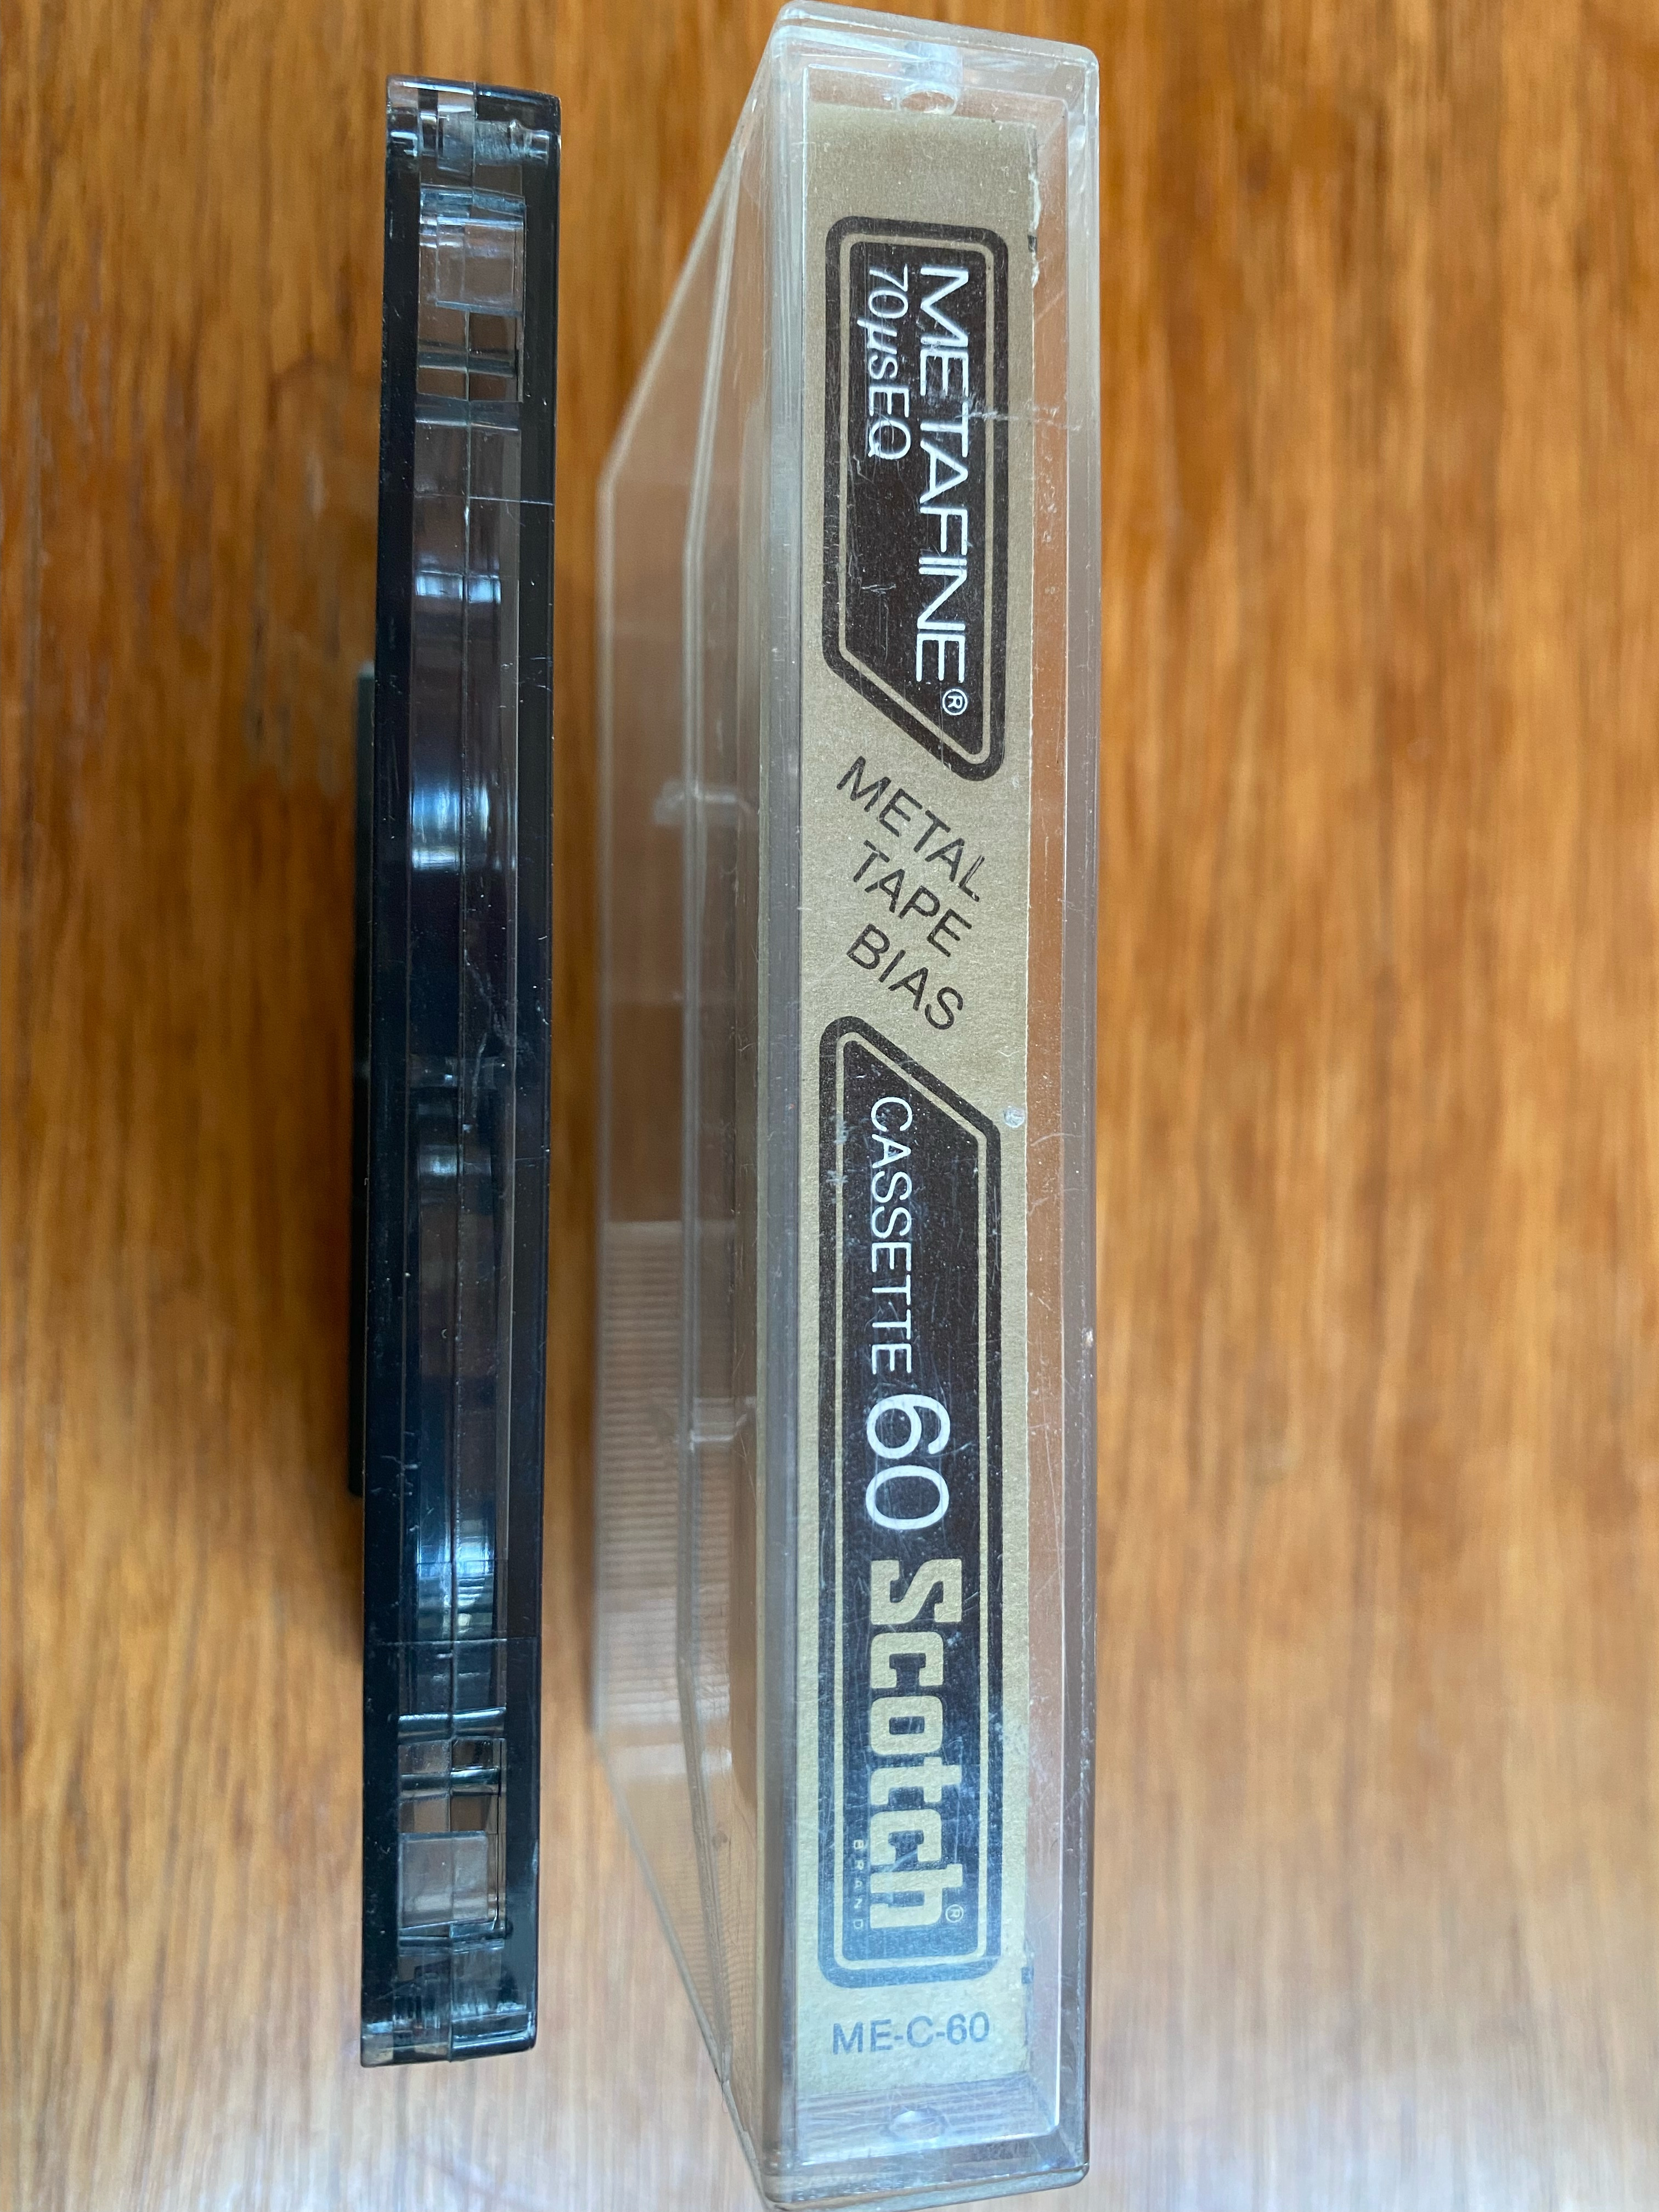 METAFINE®
70µsEQ
METAL
TAPE
BIAS
CASSETTE 60 Scotch®
BRAND
ME-C-60